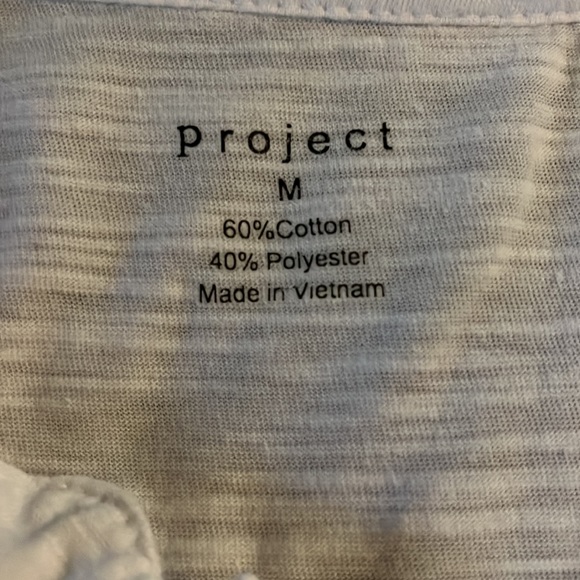 project
M
60%Cotton
40% Polyester
Made in Vietnam